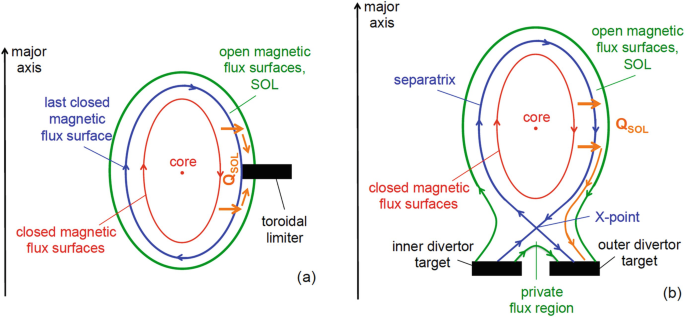 major
axis
open magnetic
flux surfaces,
SOL
last closed
magnetic
flux surface
core
Q_SOL
closed magnetic
flux surfaces
toroidal
limiter
(a)
major
axis
open magnetic
flux surfaces,
SOL
separatrix
core
Q_SOL
closed magnetic
flux surfaces
X-point
inner divertor
target
outer divertor
target
private
flux region
(b)